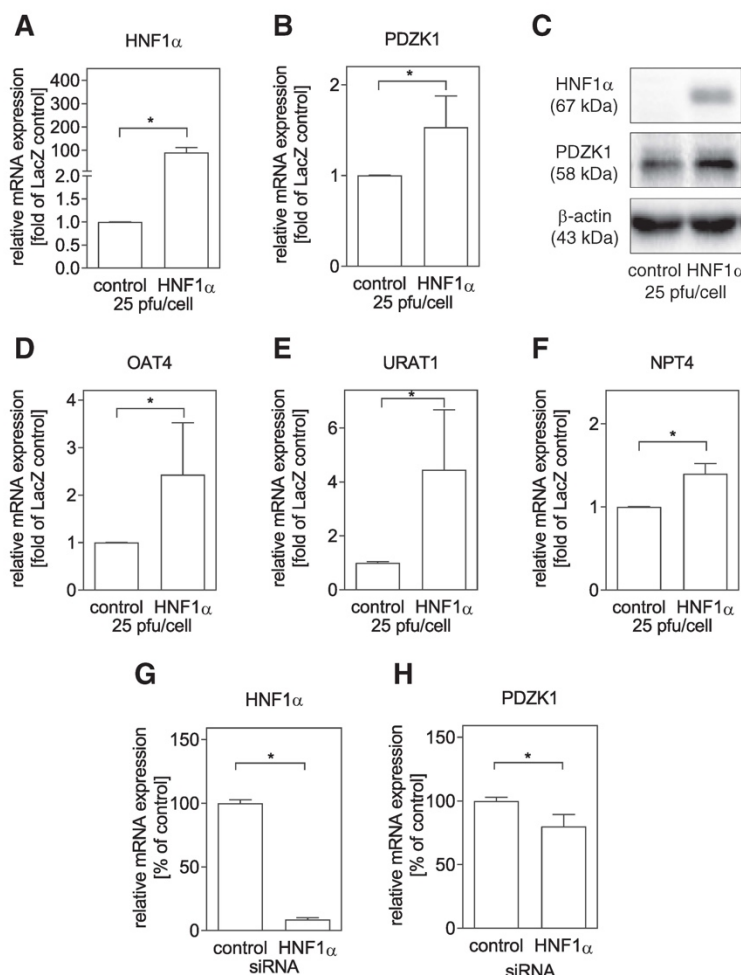 A
HNF1α
relative mRNA expression
[fold of LacZ control]
400
300
200
100
2.0
1.5
1.0
0.5
0.0
*
control HNF1α
25 pfu/cell
B
PDZK1
relative mRNA expression
[fold of LacZ control]
2
1
0
*
control HNF1α
25 pfu/cell
C
HNF1α
(67 kDa)
PDZK1
(58 kDa)
β-actin
(43 kDa)
control HNF1α
25 pfu/cell
D
OAT4
relative mRNA expression
[fold of LacZ control]
4
3
2
1
0
*
control HNF1α
25 pfu/cell
E
URAT1
relative mRNA expression
[fold of LacZ control]
6
4
2
0
*
control HNF1α
25 pfu/cell
F
NPT4
relative mRNA expression
[fold of LacZ control]
2
1
0
*
control HNF1α
25 pfu/cell
G
HNF1α
relative mRNA expression
[% of control]
150
100
50
0
*
control HNF1α
siRNA
H
PDZK1
relative mRNA expression
[% of control]
150
100
50
0
*
control HNF1α
siRNA